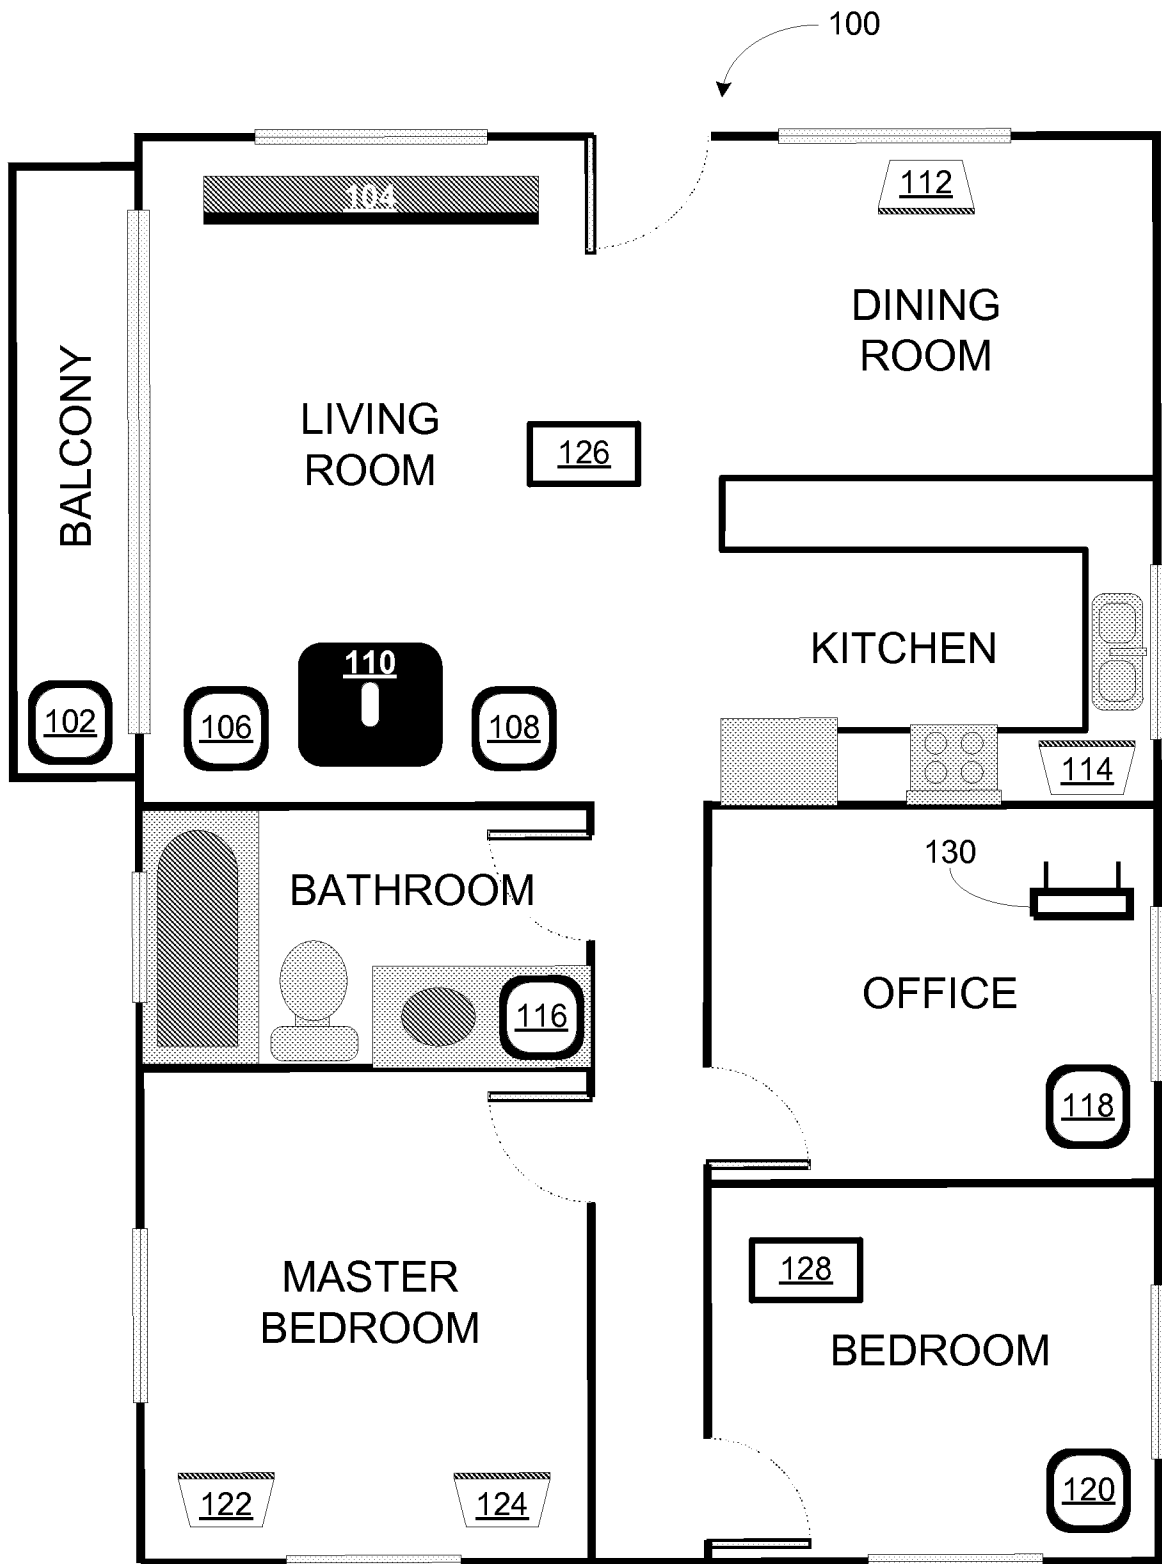 100
104
112
DINING
ROOM
BALCONY
LIVING
ROOM
126
KITCHEN
110
102
106
108
114
130
BATHROOM
OFFICE
116
118
128
MASTER
BEDROOM
BEDROOM
122
124
120